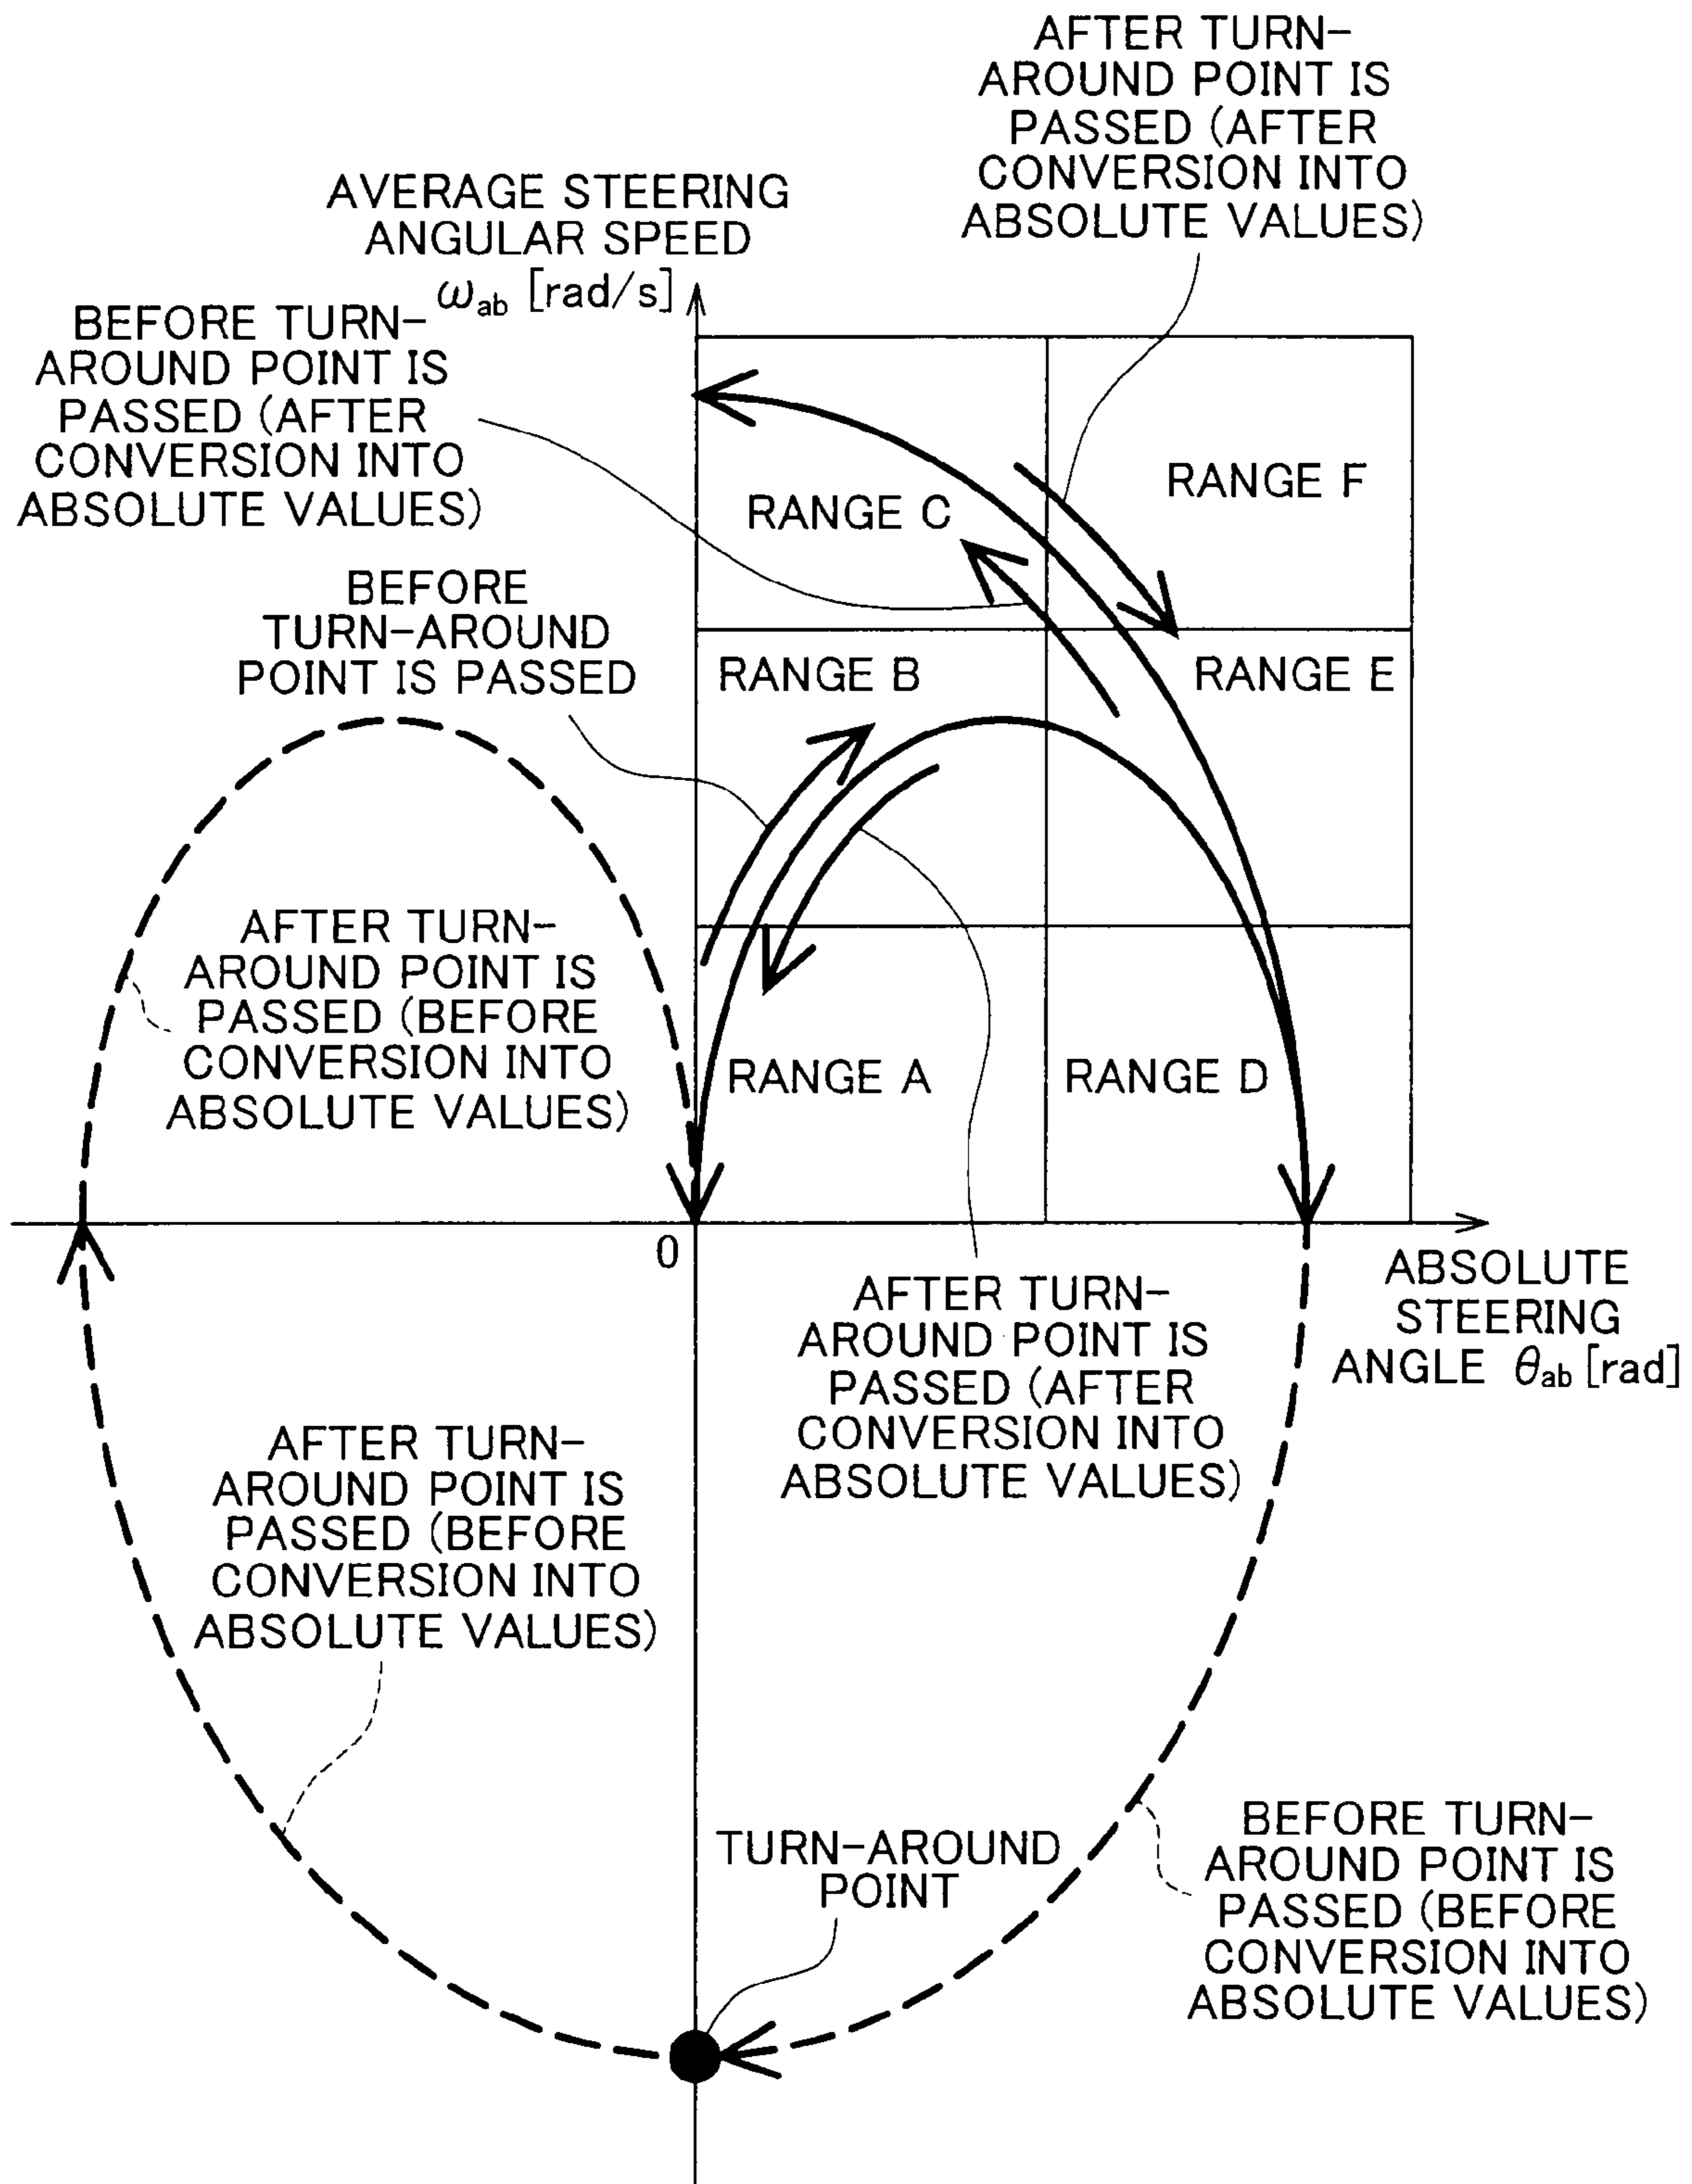 AFTER TURN-
AROUND POINT IS
PASSED (AFTER
CONVERSION INTO
ABSOLUTE VALUES)
AVERAGE STEERING
ANGULAR SPEED
ωab [rad/s]
BEFORE TURN-
AROUND POINT IS
PASSED (AFTER
CONVERSION INTO
ABSOLUTE VALUES)
RANGE F
RANGE C
BEFORE
TURN-AROUND
POINT IS PASSED
RANGE B
RANGE E
AFTER TURN-
AROUND POINT IS
PASSED (BEFORE
CONVERSION INTO
ABSOLUTE VALUES)
RANGE A
RANGE D
0
ABSOLUTE
STEERING
ANGLE θab [rad]
AFTER TURN-
AROUND POINT IS
PASSED (AFTER
CONVERSION INTO
ABSOLUTE VALUES)
AFTER TURN-
AROUND POINT IS
PASSED (BEFORE
CONVERSION INTO
ABSOLUTE VALUES)
TURN-AROUND
POINT
BEFORE TURN-
AROUND POINT IS
PASSED (BEFORE
CONVERSION INTO
ABSOLUTE VALUES)